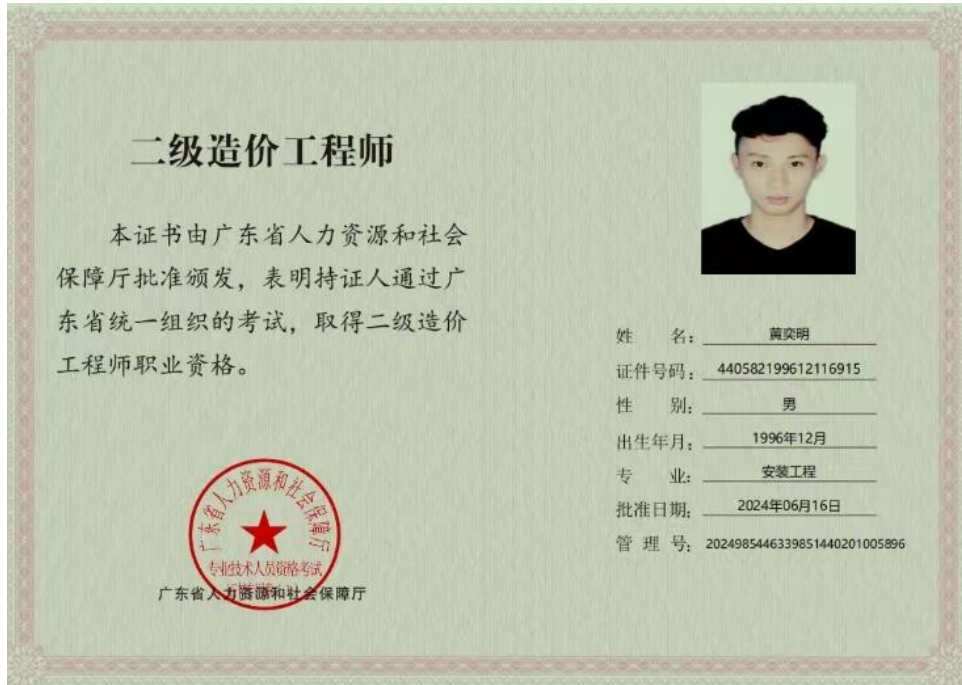 二级造价工程师
本证书由广东省人力资源和社会
保障厅批准颁发，表明持证人通过广
东省统一组织的考试，取得二级造价
工程师职业资格。
广东省人力资源和社会保障厅
专业技术人员资格考试
广东省人力资源和社会保障厅
姓名：黄奕明
证件号码：440582199612116915
性别：男
出生年月：1996年12月
专业：安装工程
批准日期：2024年06月16日
管理号：2024985446339851440201005896